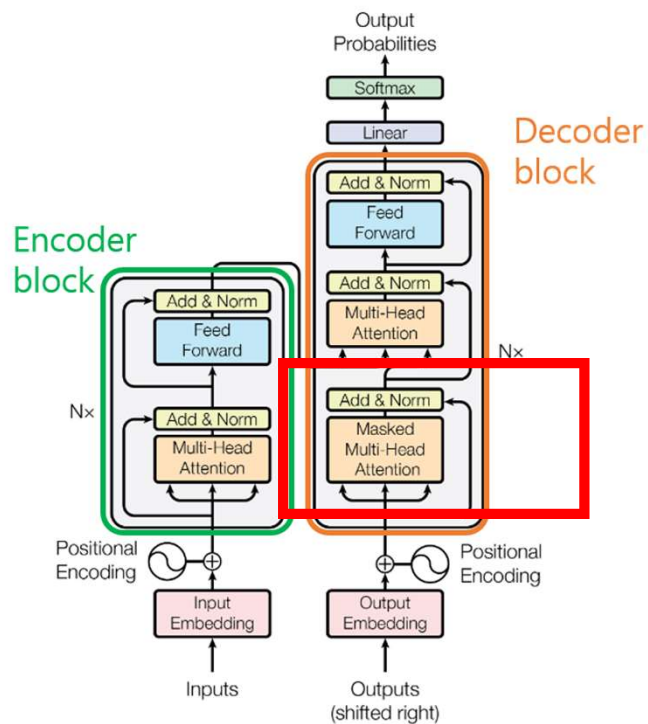 Output
Probabilities
Softmax
Linear
Decoder
block
Add & Norm
Feed
Forward
Add & Norm
Multi-Head
Attention
Nx
Add & Norm
Masked
Multi-Head
Attention
Positional
Encoding
Output
Embedding
Outputs
(shifted right)
Encoder
block
Add & Norm
Feed
Forward
Nx
Add & Norm
Multi-Head
Attention
Positional
Encoding
Input
Embedding
Inputs